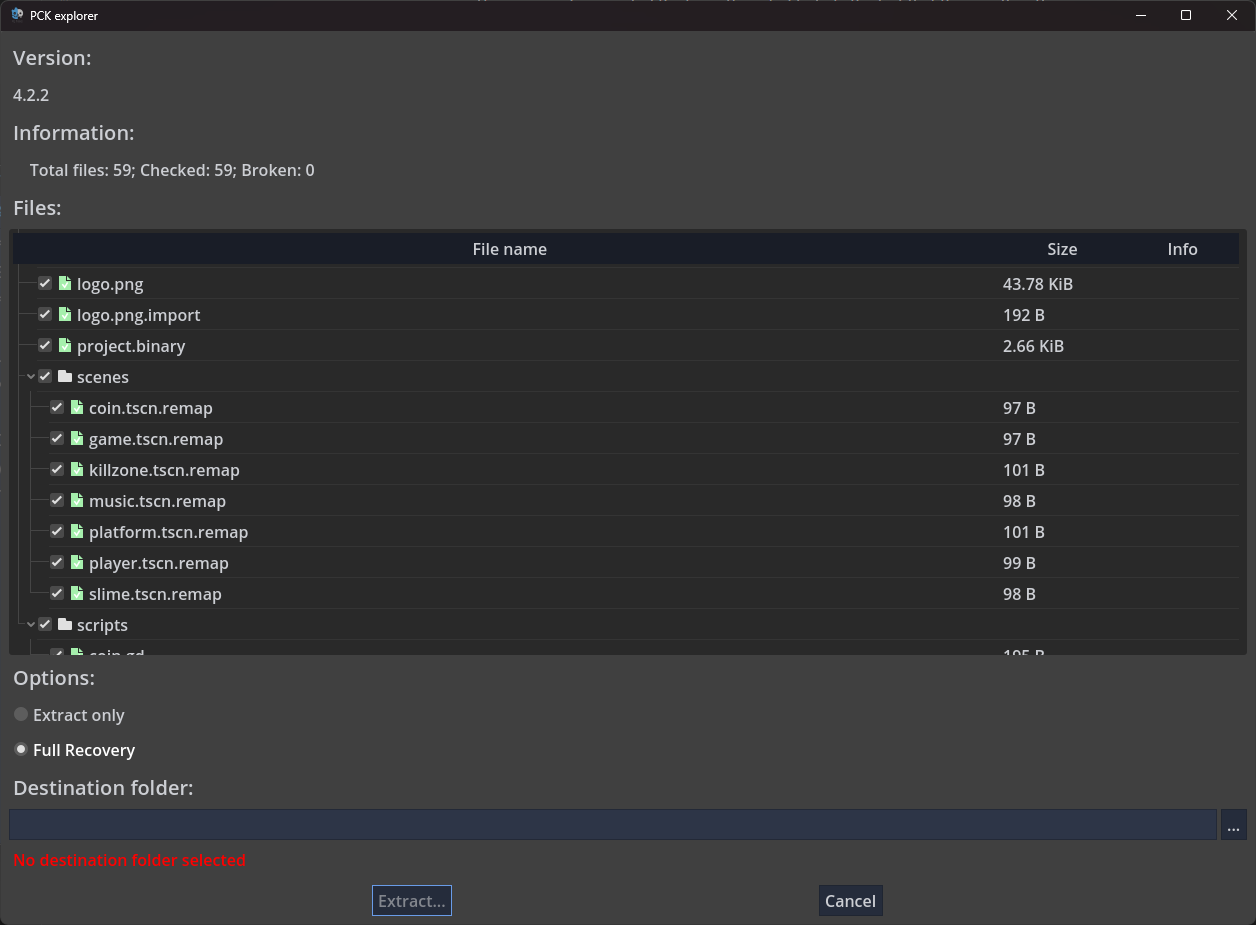 PCK explorer
Version:
4.2.2
Information:
Total files: 59; Checked: 59; Broken: 0
Files:
File name Size Info
logo.png 43.78 KiB
logo.png.import 192 B
project.binary 2.66 KiB
scenes
coin.tscn.remap 97 B
game.tscn.remap 97 B
killzone.tscn.remap 101 B
music.tscn.remap 98 B
platform.tscn.remap 101 B
player.tscn.remap 99 B
slime.tscn.remap 98 B
scripts
coin.gd 195 B
Options:
Extract only
Full Recovery
Destination folder:
...
No destination folder selected
Extract... Cancel